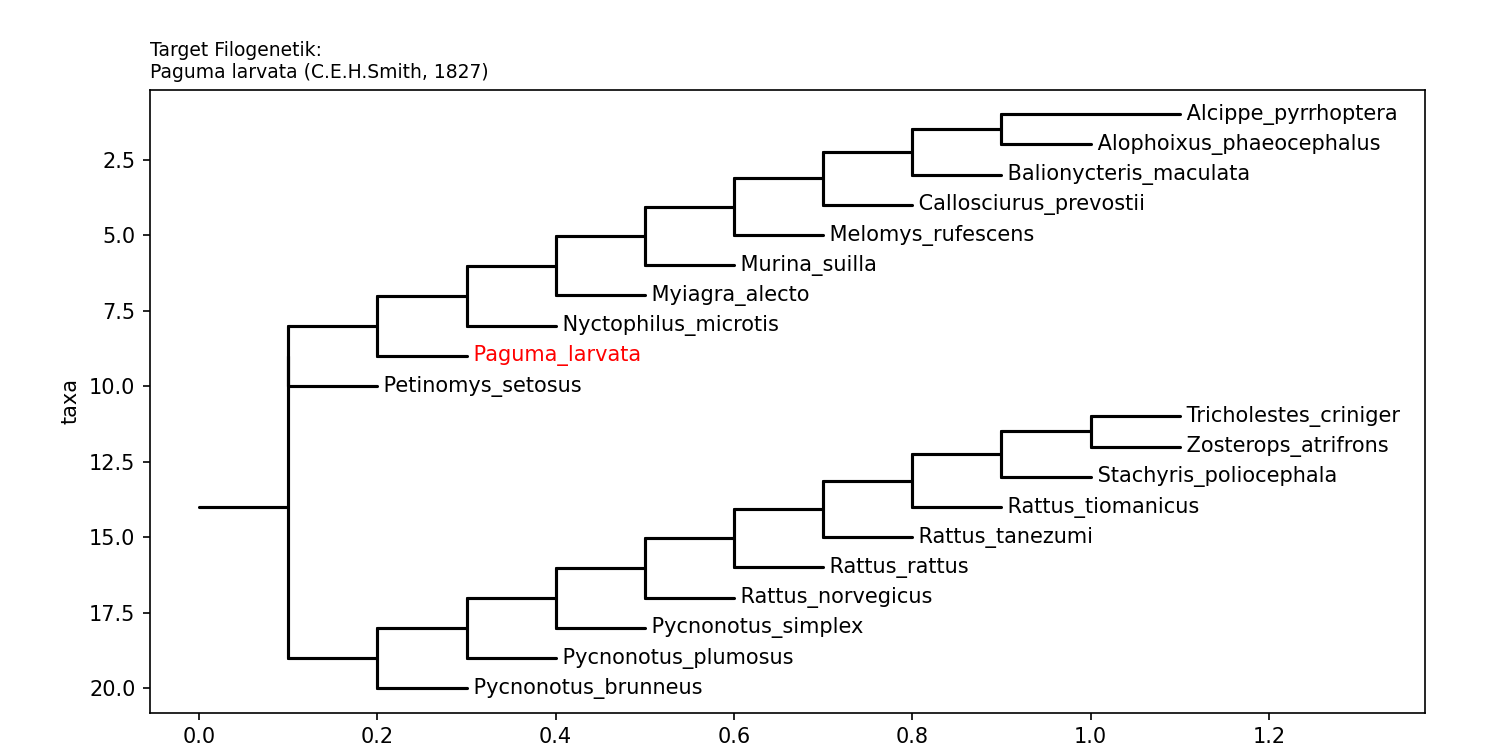 Target Filogenetik:
Paguma larvata (C.E.H.Smith, 1827)
Alcippe_pyrrhoptera
Alophoixus_phaeocephalus
2.5
Balionycteris_maculata
Callosciurus_prevostii
5.0
Melomys_rufescens
Murina_suilla
Myiagra_alecto
7.5
Nyctophilus_microtis
Paguma_larvata
10.0
Petinomys_setosus
taxa
Tricholestes_criniger
Zosterops_atrifrons
12.5
Stachyris_poliocephala
Rattus_tiomanicus
15.0
Rattus_tanezumi
Rattus_rattus
Rattus_norvegicus
17.5
Pycnonotus_simplex
Pycnonotus_plumosus
20.0
Pycnonotus_brunneus
0.0 0.2 0.4 0.6 0.8 1.0 1.2